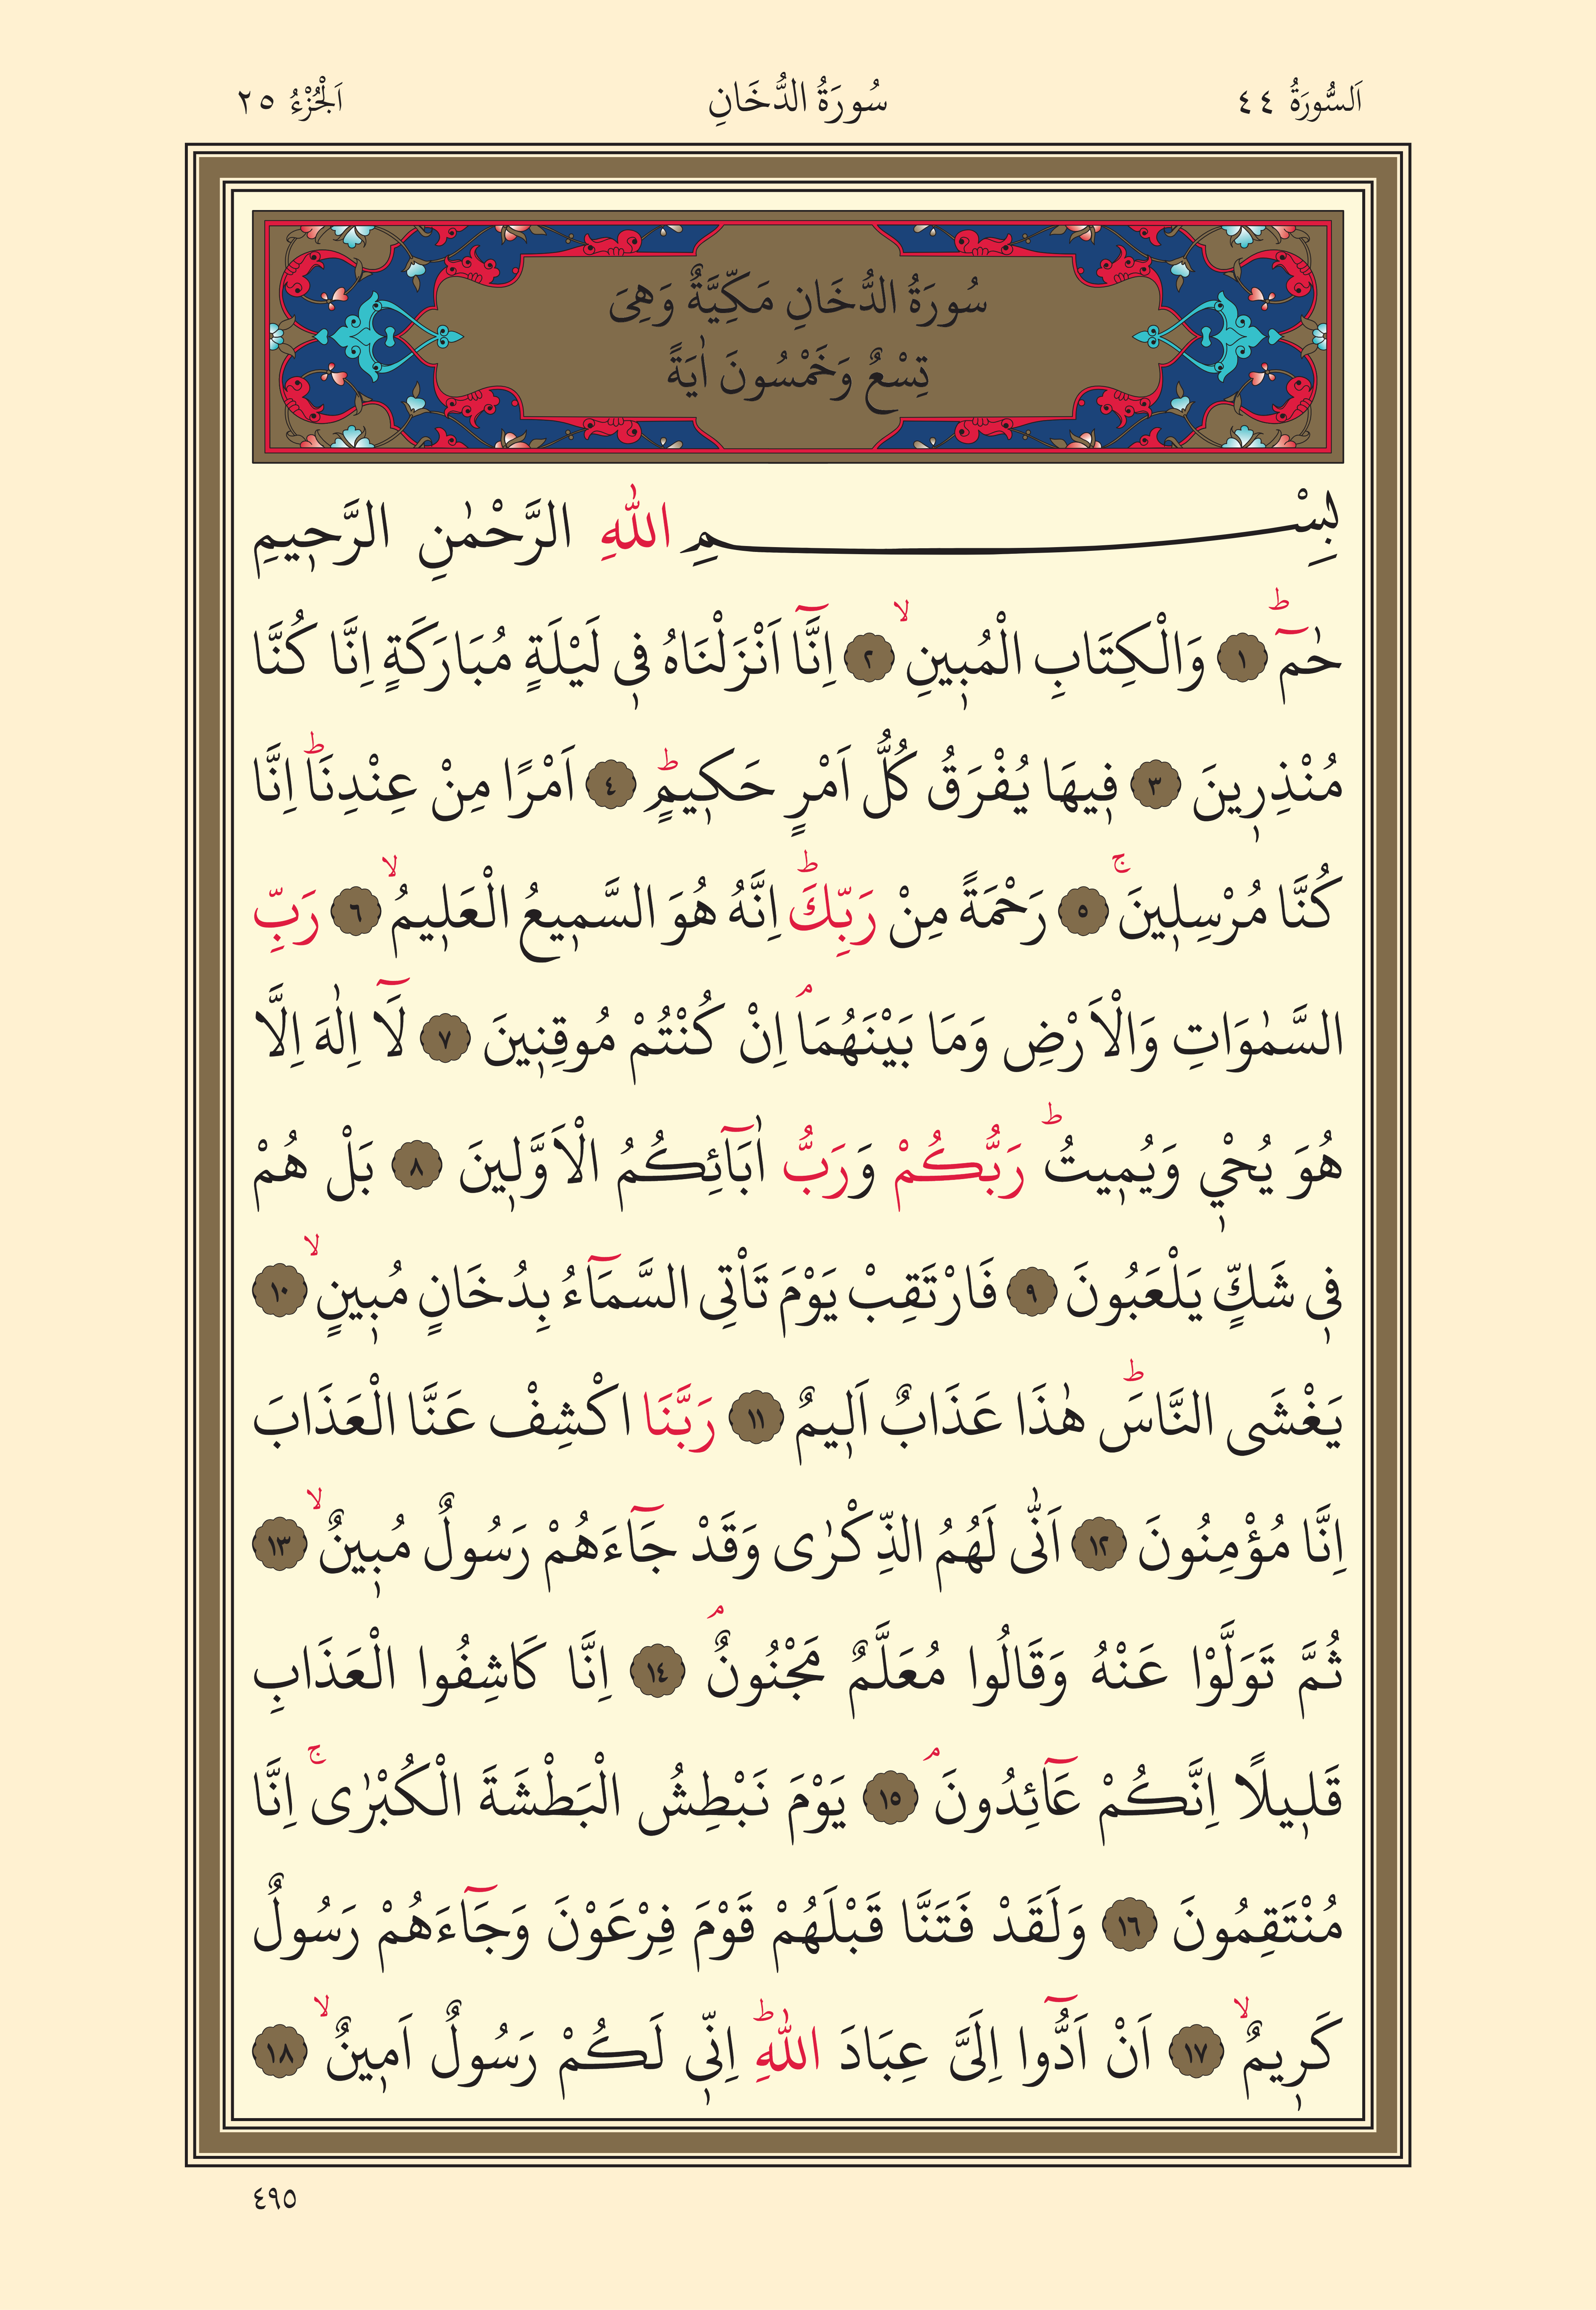 اَلسُّورَةُ ٤٤ سُورَةُ الدُّخَانِ اَلْجُزْءُ ٢٥
سُورَةُ الدُّخَانِ مَكِّيَّةٌ وَهِىَ
تِسْعٌ وَخَمْسُونَ اٰيَةً
بِسْمِ اللّٰهِ الرَّحْمٰنِ الرَّحٖيمِ
حٰمٓ ۜ ﴿١﴾ وَالْكِتَابِ الْمُبٖينِ ۙ ﴿٢﴾ اِنَّٓا اَنْزَلْنَاهُ فٖى لَيْلَةٍ مُبَارَكَةٍ اِنَّا كُنَّا
مُنْذِرٖينَ ﴿٣﴾ فٖيهَا يُفْرَقُ كُلُّ اَمْرٍ حَكٖيمٍ ؕ ﴿٤﴾ اَمْرًا مِنْ عِنْدِنَا ؕ اِنَّا
كُنَّا مُرْسِلٖينَ ۚ ﴿٥﴾ رَحْمَةً مِنْ رَبِّكَ ؕ اِنَّهُ هُوَ السَّمٖيعُ الْعَلٖيمُ ۙ ﴿٦﴾ رَبِّ
السَّمٰوَاتِ وَالْاَرْضِ وَمَا بَيْنَهُمَا ۢ اِنْ كُنْتُمْ مُوقِنٖينَ ﴿٧﴾ لَٓا اِلٰهَ اِلَّا
هُوَ يُحْيٖ وَيُمٖيتُ ؕ رَبُّكُمْ وَرَبُّ اٰبَٓائِكُمُ الْاَوَّلٖينَ ﴿٨﴾ بَلْ هُمْ
فٖى شَكٍّ يَلْعَبُونَ ﴿٩﴾ فَارْتَقِبْ يَوْمَ تَاْتِى السَّمَٓاءُ بِدُخَانٍ مُبٖينٍ ۙ ﴿١٠﴾
يَغْشَى النَّاسَ ؕ هٰذَا عَذَابٌ اَلٖيمٌ ﴿١١﴾ رَبَّنَا اكْشِفْ عَنَّا الْعَذَابَ
اِنَّا مُؤْمِنُونَ ﴿١٢﴾ اَنّٰى لَهُمُ الذِّكْرٰى وَقَدْ جَٓاءَهُمْ رَسُولٌ مُبٖينٌ ۙ ﴿١٣﴾
ثُمَّ تَوَلَّوْا عَنْهُ وَقَالُوا مُعَلَّمٌ مَجْنُونٌ ۢ ﴿١٤﴾ اِنَّا كَاشِفُوا الْعَذَابِ
قَلٖيلًا اِنَّكُمْ عَٓائِدُونَ ۢ ﴿١٥﴾ يَوْمَ نَبْطِشُ الْبَطْشَةَ الْكُبْرٰى ۚ اِنَّا
مُنْتَقِمُونَ ﴿١٦﴾ وَلَقَدْ فَتَنَّا قَبْلَهُمْ قَوْمَ فِرْعَوْنَ وَجَٓاءَهُمْ رَسُولٌ
كَرٖيمٌ ۙ ﴿١٧﴾ اَنْ اَدُّٓوا اِلَىَّ عِبَادَ اللّٰهِ ؕ اِنّٖى لَكُمْ رَسُولٌ اَمٖينٌ ۙ ﴿١٨﴾
٤٩٥